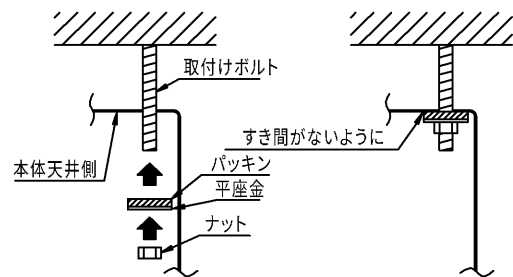 取付けボルト
すき間がないように
本体天井側
パッキン
平座金
ナット